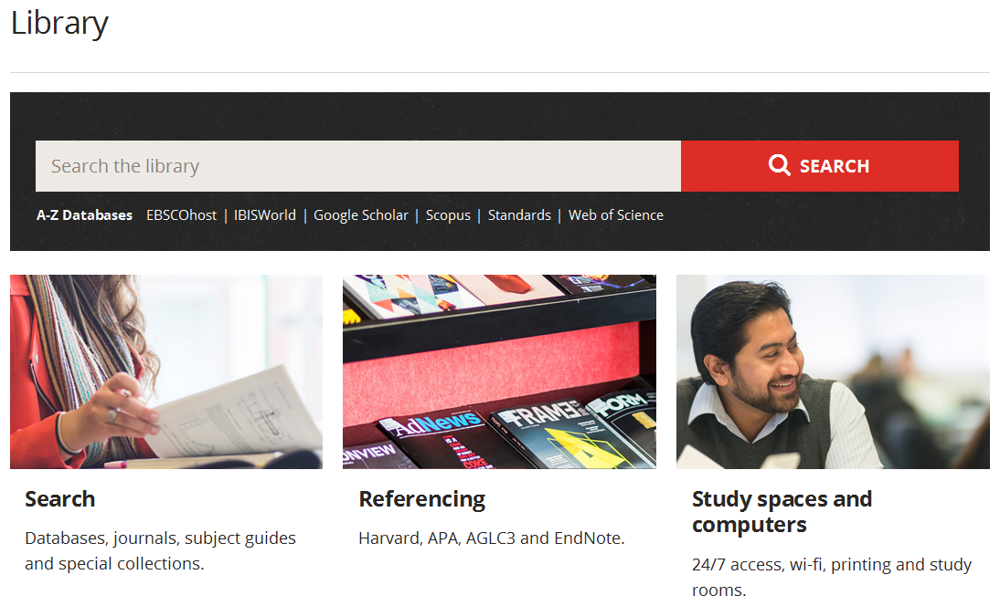 Library
Search the library
SEARCH
A-Z Databases EBSCOhost | IBISWorld | Google Scholar | Scopus | Standards | Web of Science
ONVIEW
AdNews
IS A
COKE
FRAME
FORM
Search
Databases, journals, subject guides
and special collections.
Referencing
Harvard, APA, AGLC3 and EndNote.
Study spaces and
computers
24/7 access, wi-fi, printing and study
rooms.